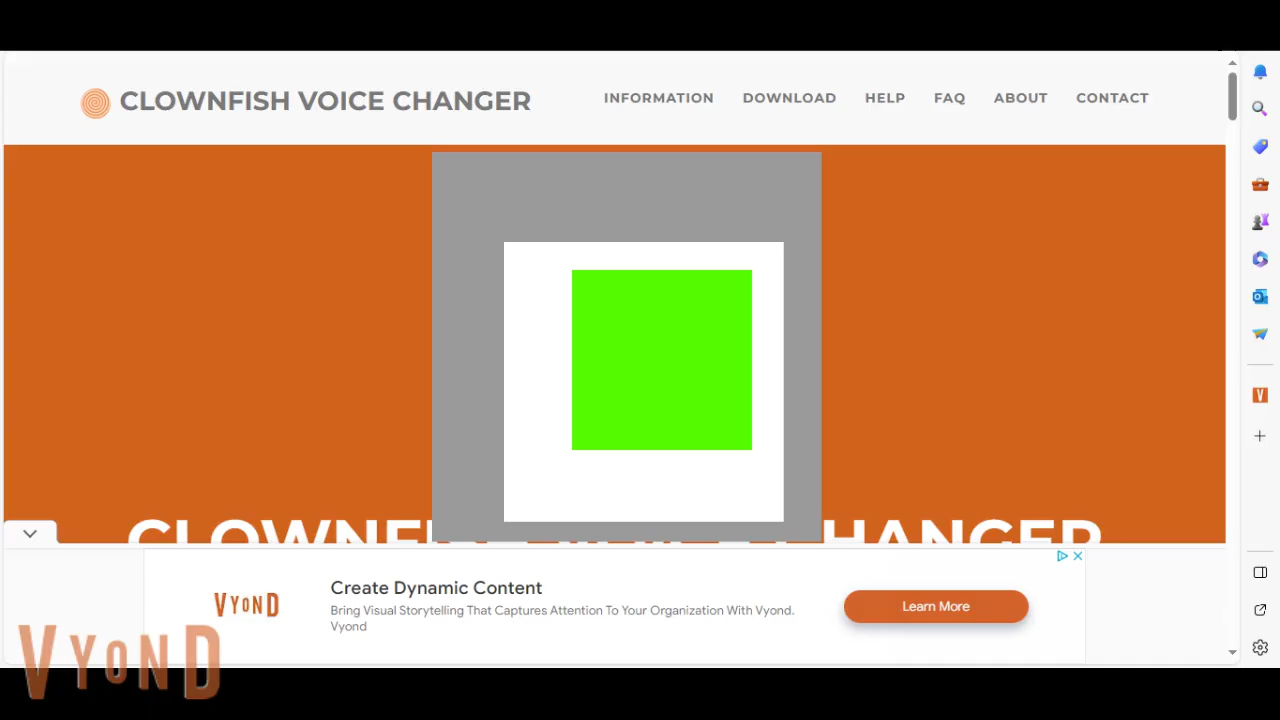 CLOWNFISH VOICE CHANGER
INFORMATION DOWNLOAD HELP FAQ ABOUT CONTACT
Create Dynamic Content
VYOND
Bring Visual Storytelling That Captures Attention To Your Organization With Vyond.
Vyond
Learn More
VYOND